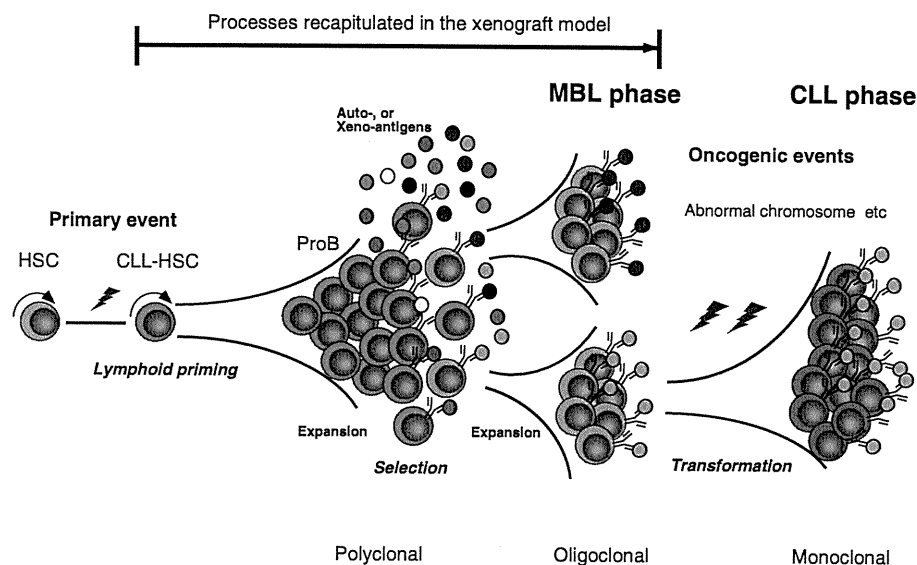 Processes recapitulated in the xenograft model
MBL phase
CLL phase
Auto-, or
Xeno-antigens
Oncogenic events
Primary event
Abnormal chromosome etc
ProB
HSC
CLL-HSC
Lymphoid priming
Expansion
Expansion
Selection
Transformation
Polyclonal
Oligoclonal
Monoclonal